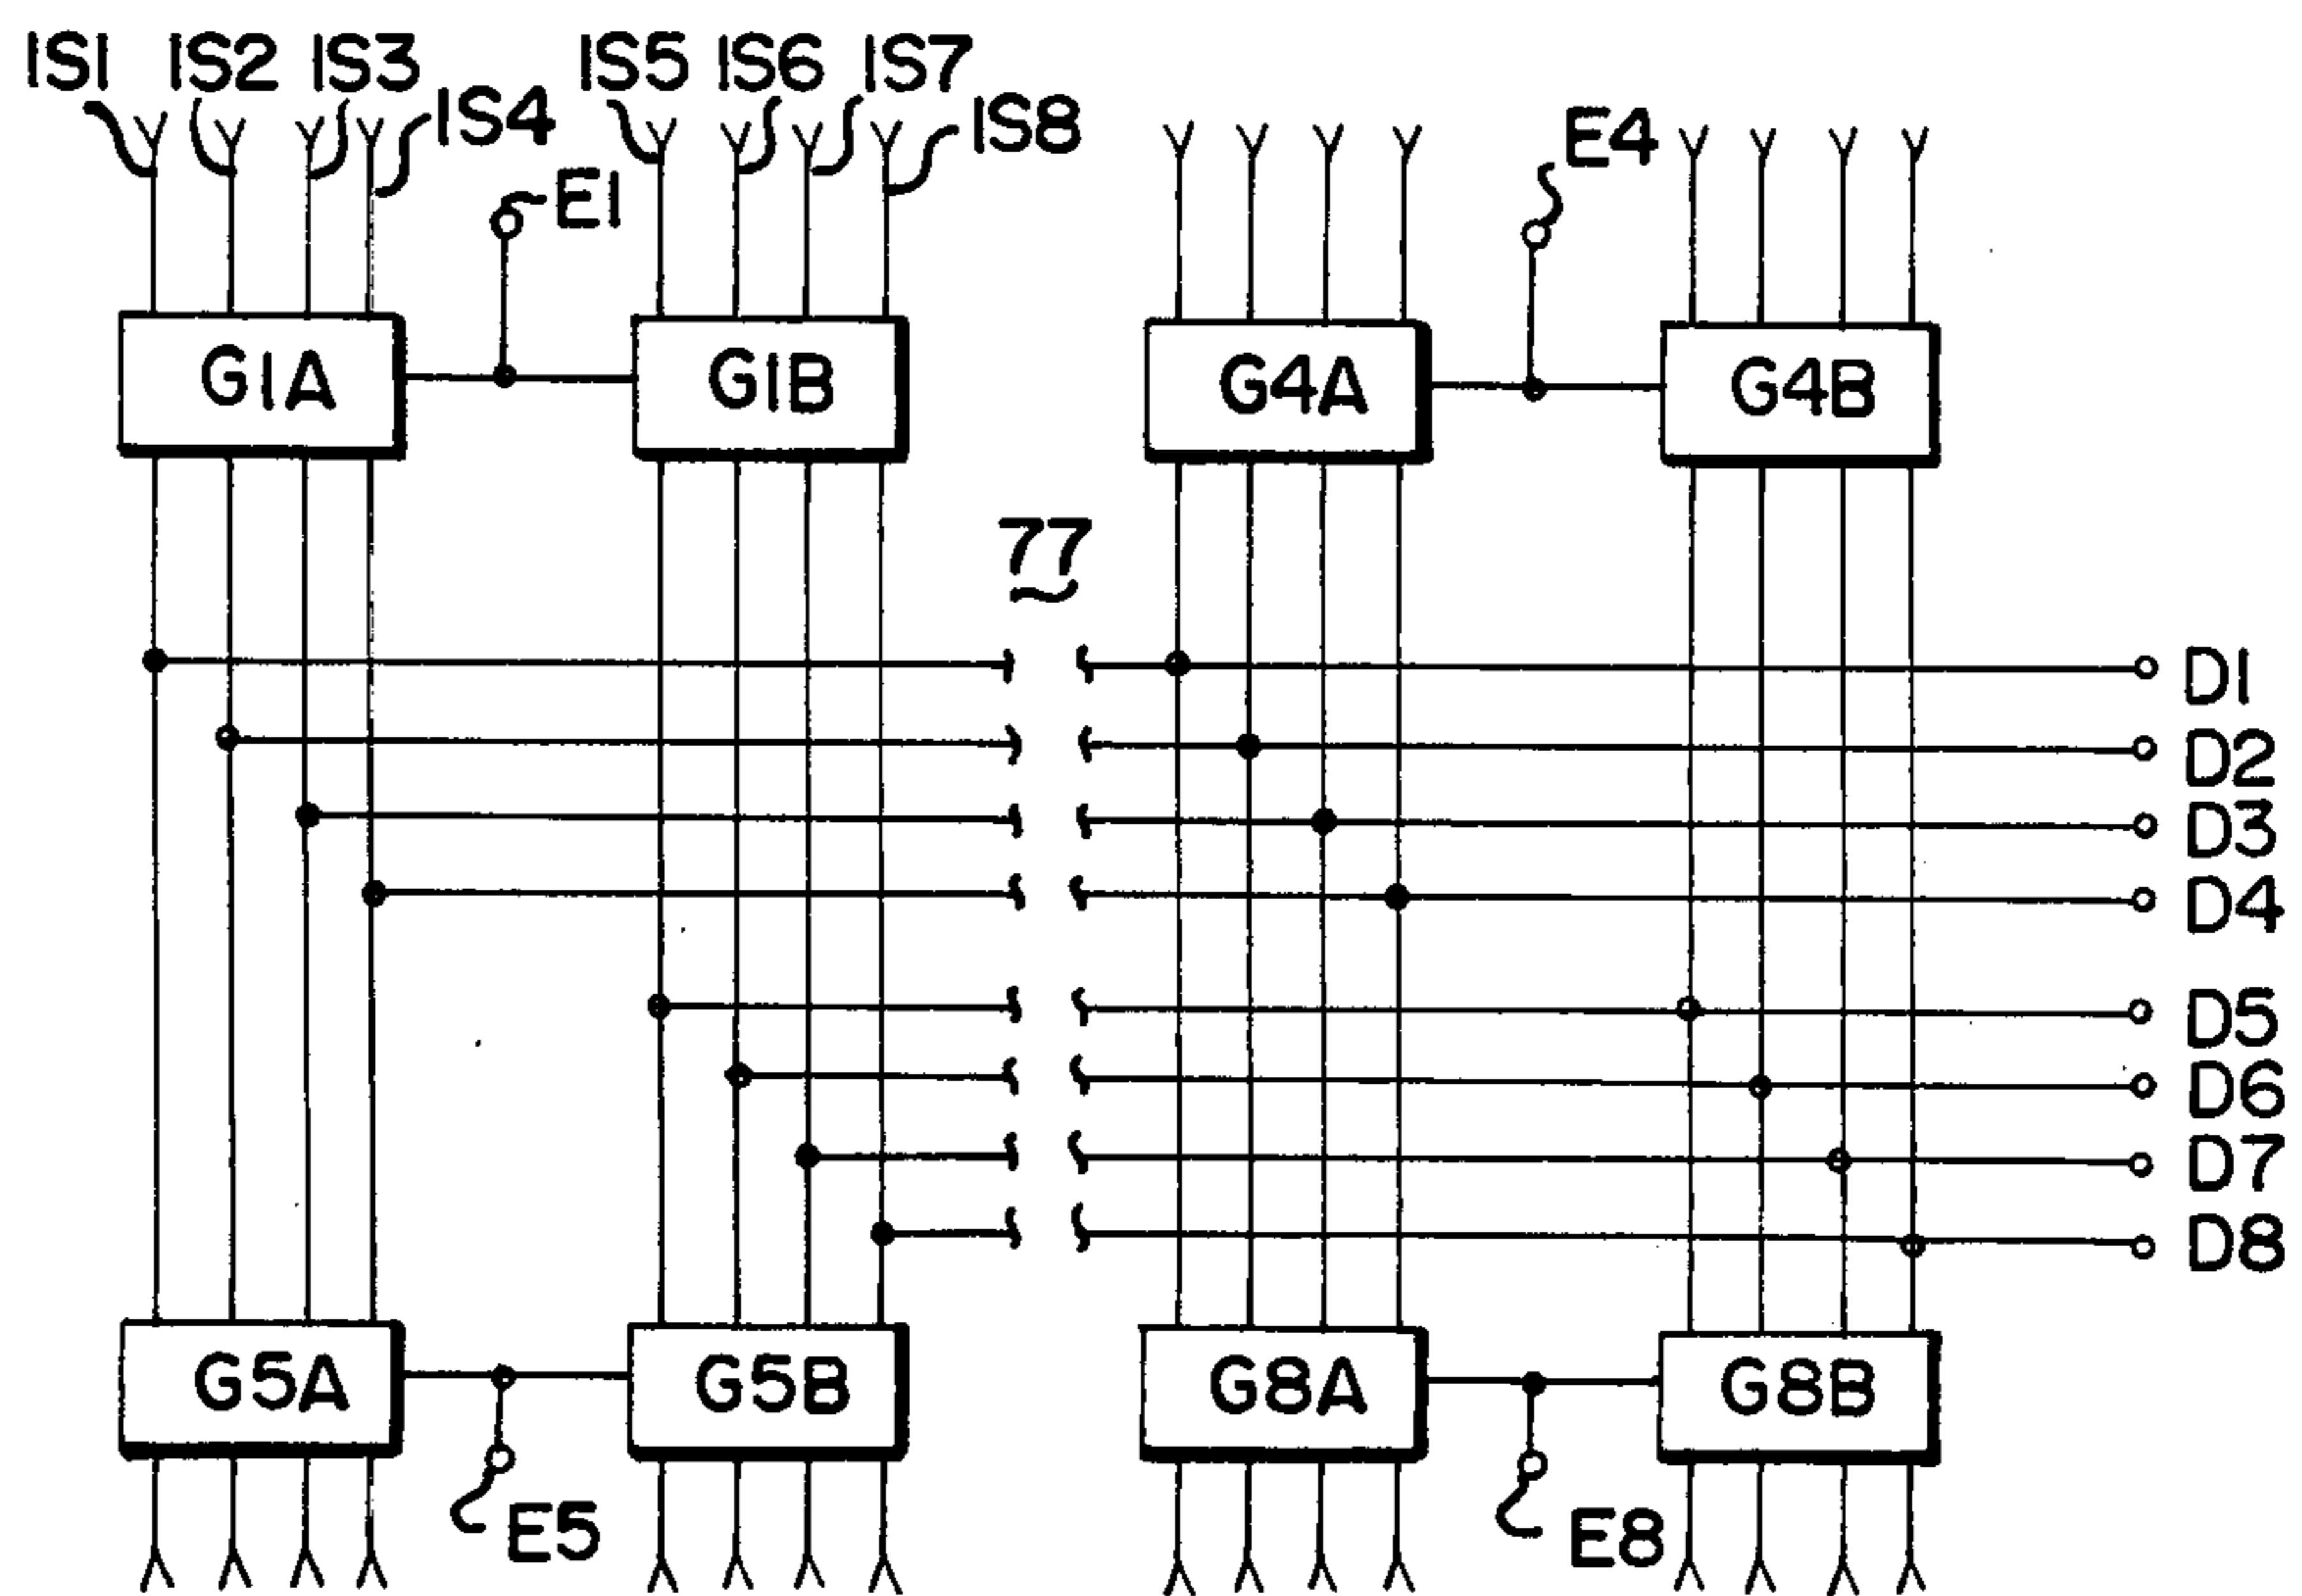 IS1 IS2 IS3 IS4 IS5 IS6 IS7 IS8
E1 E4
G1A G1B G4A G4B
77
D1
D2
D3
D4
D5
D6
D7
D8
G5A G5B G8A G8B
E5 E8